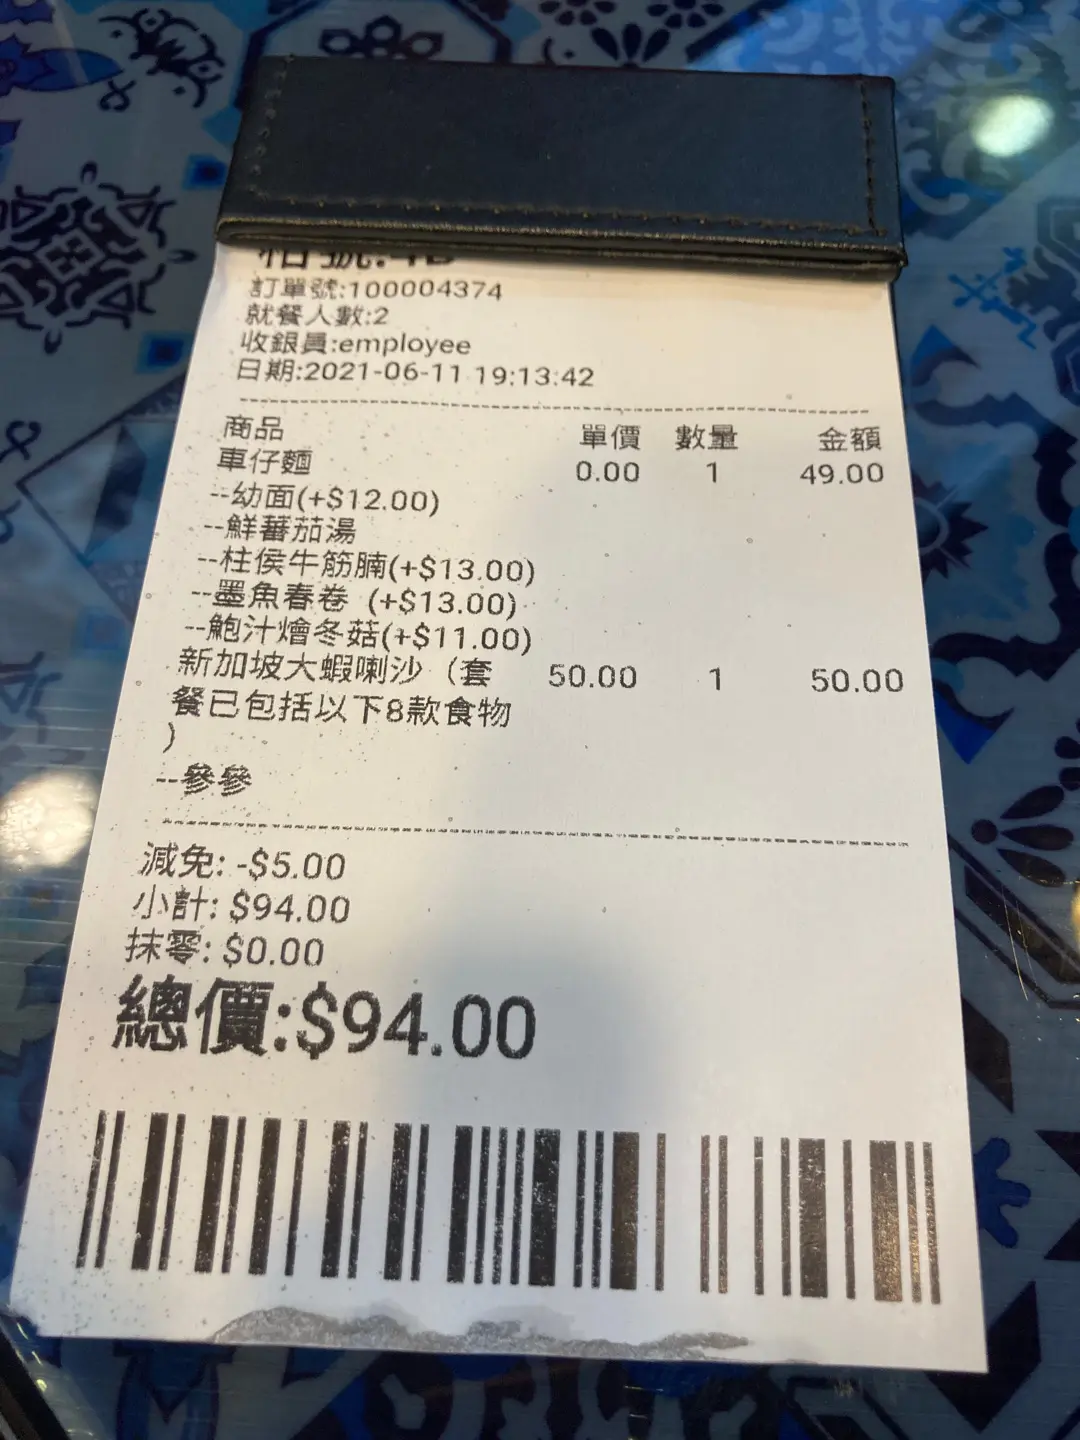 訂單號:100004374
就餐人數:2
收銀員:employee
日期:2021-06-11 19:13:42
商品 單價 數量 金額
車仔麵 0.00 1 49.00
--幼面(+$12.00)
--鮮蕃茄湯
--柱侯牛筋腩(+$13.00)
--墨魚春卷 (+$13.00)
--鮑汁燴冬菇(+$11.00)
新加坡大蝦喇沙（套 50.00 1 50.00
餐已包括以下8款食物
）
--參參
減免: -$5.00
小計: $94.00
抹零: $0.00
總價:$94.00